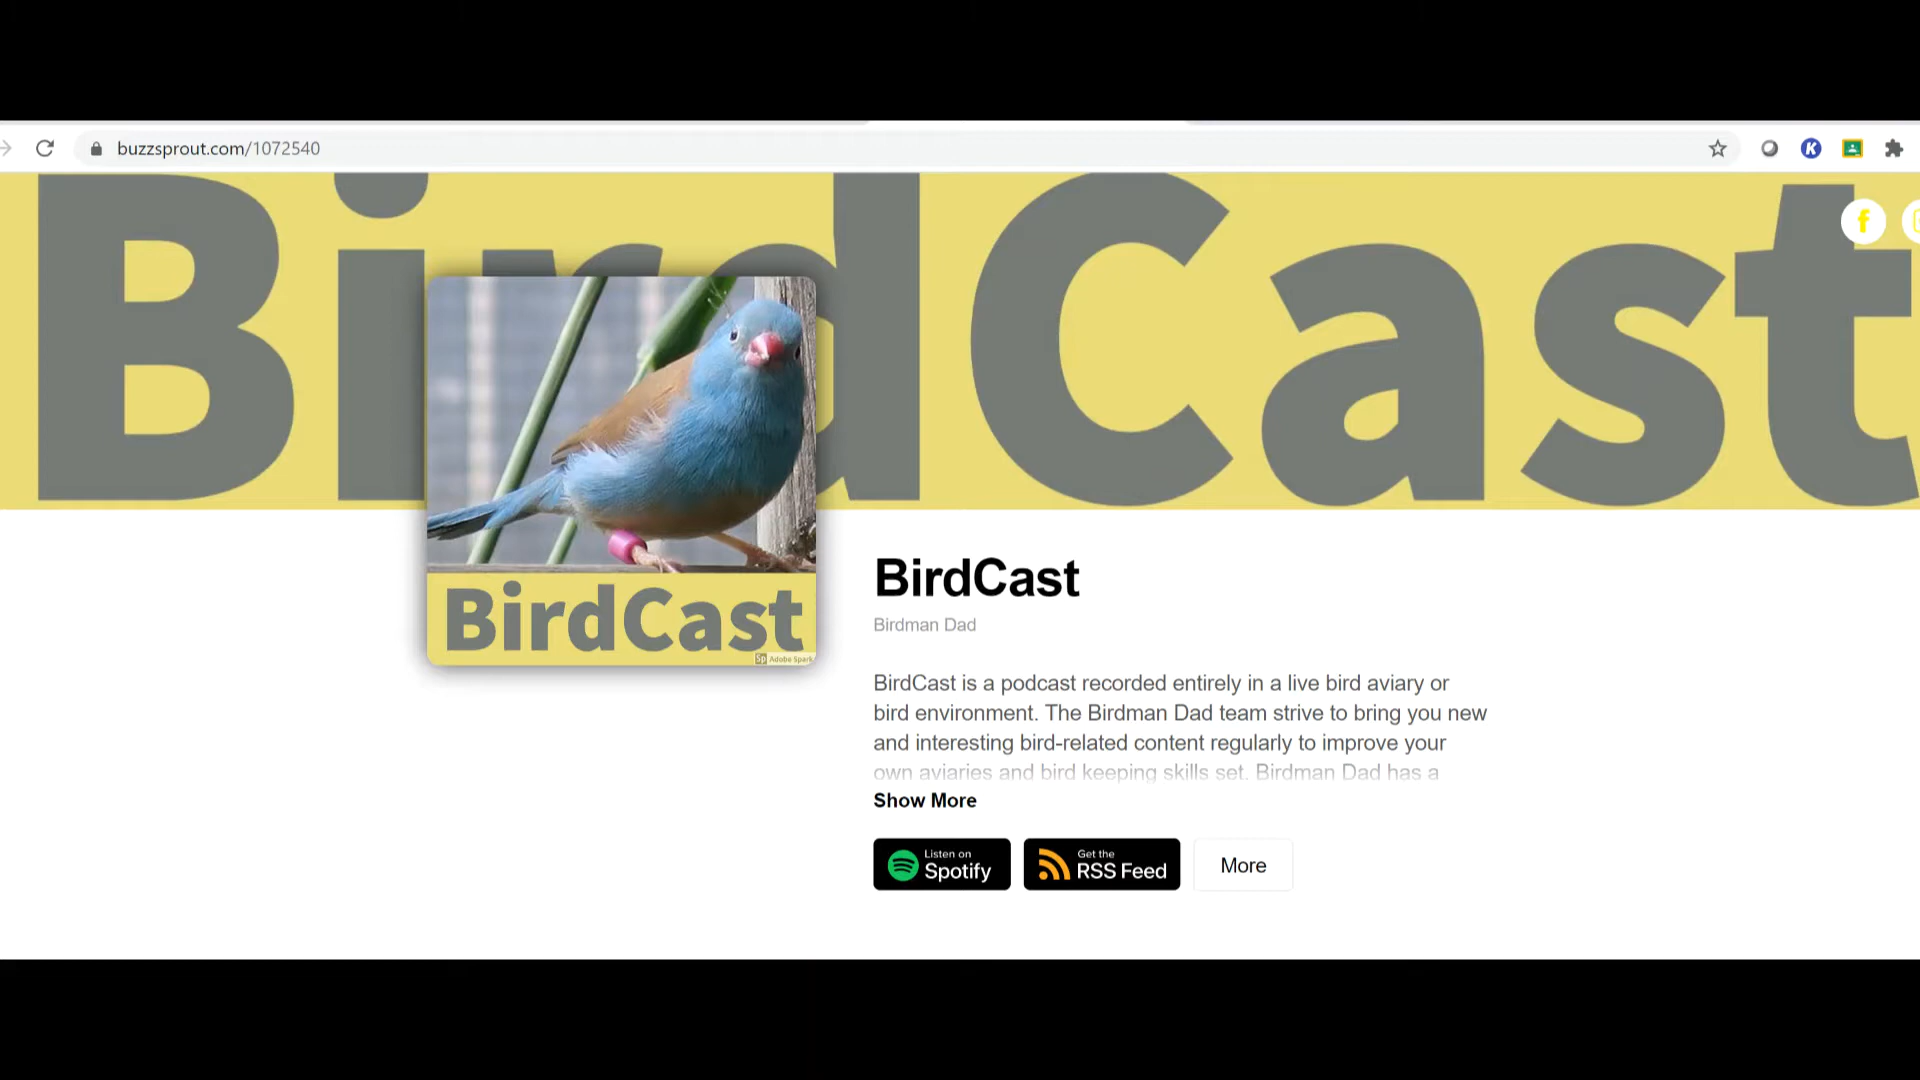 buzzsprout.com/1072540
BirdCast
BirdCast
Sp Adobe Spark
BirdCast
Birdman Dad
BirdCast is a podcast recorded entirely in a live bird aviary or
bird environment. The Birdman Dad team strive to bring you new
and interesting bird-related content regularly to improve your
own aviaries and bird keeping skills set. Birdman Dad has a
Show More
Listen on
Spotify
Get the
RSS Feed
More